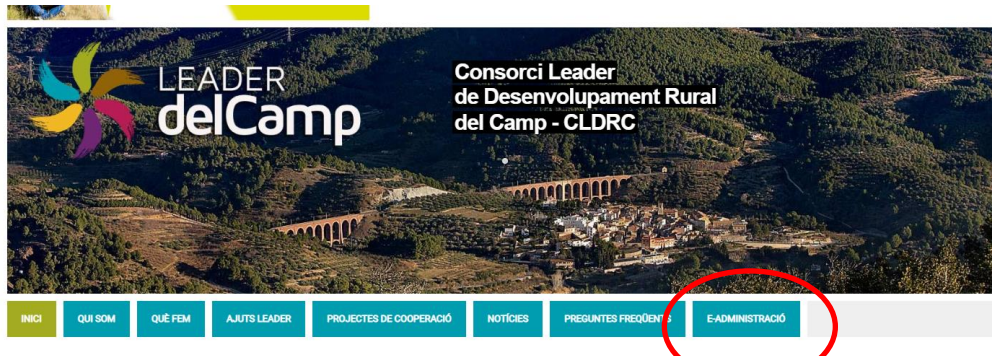 LEADER
delCamp
Consorci Leader
de Desenvolupament Rural
del Camp - CLDRC
INICI QUI SOM QUÈ FEM AJUTS LEADER PROJECTES DE COOPERACIÓ NOTÍCIES PREGUNTES FREQÜENTS E-ADMINISTRACIÓ